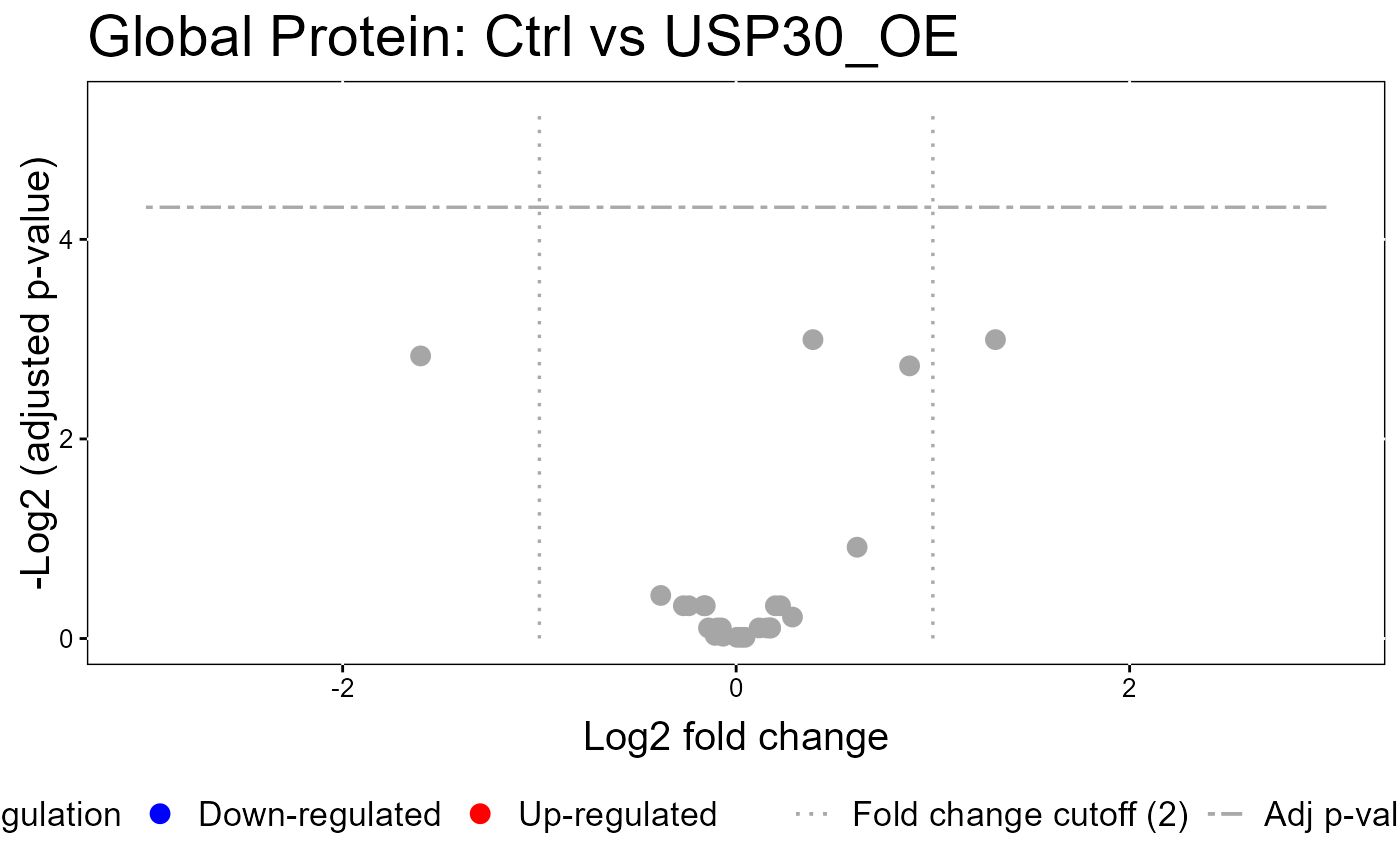 Global Protein: Ctrl vs USP30_OE
-Log2 (adjusted p-value)
4
2
0
-2
0
2
Log2 fold change
gulation Down-regulated Up-regulated Fold change cutoff (2) Adj p-val